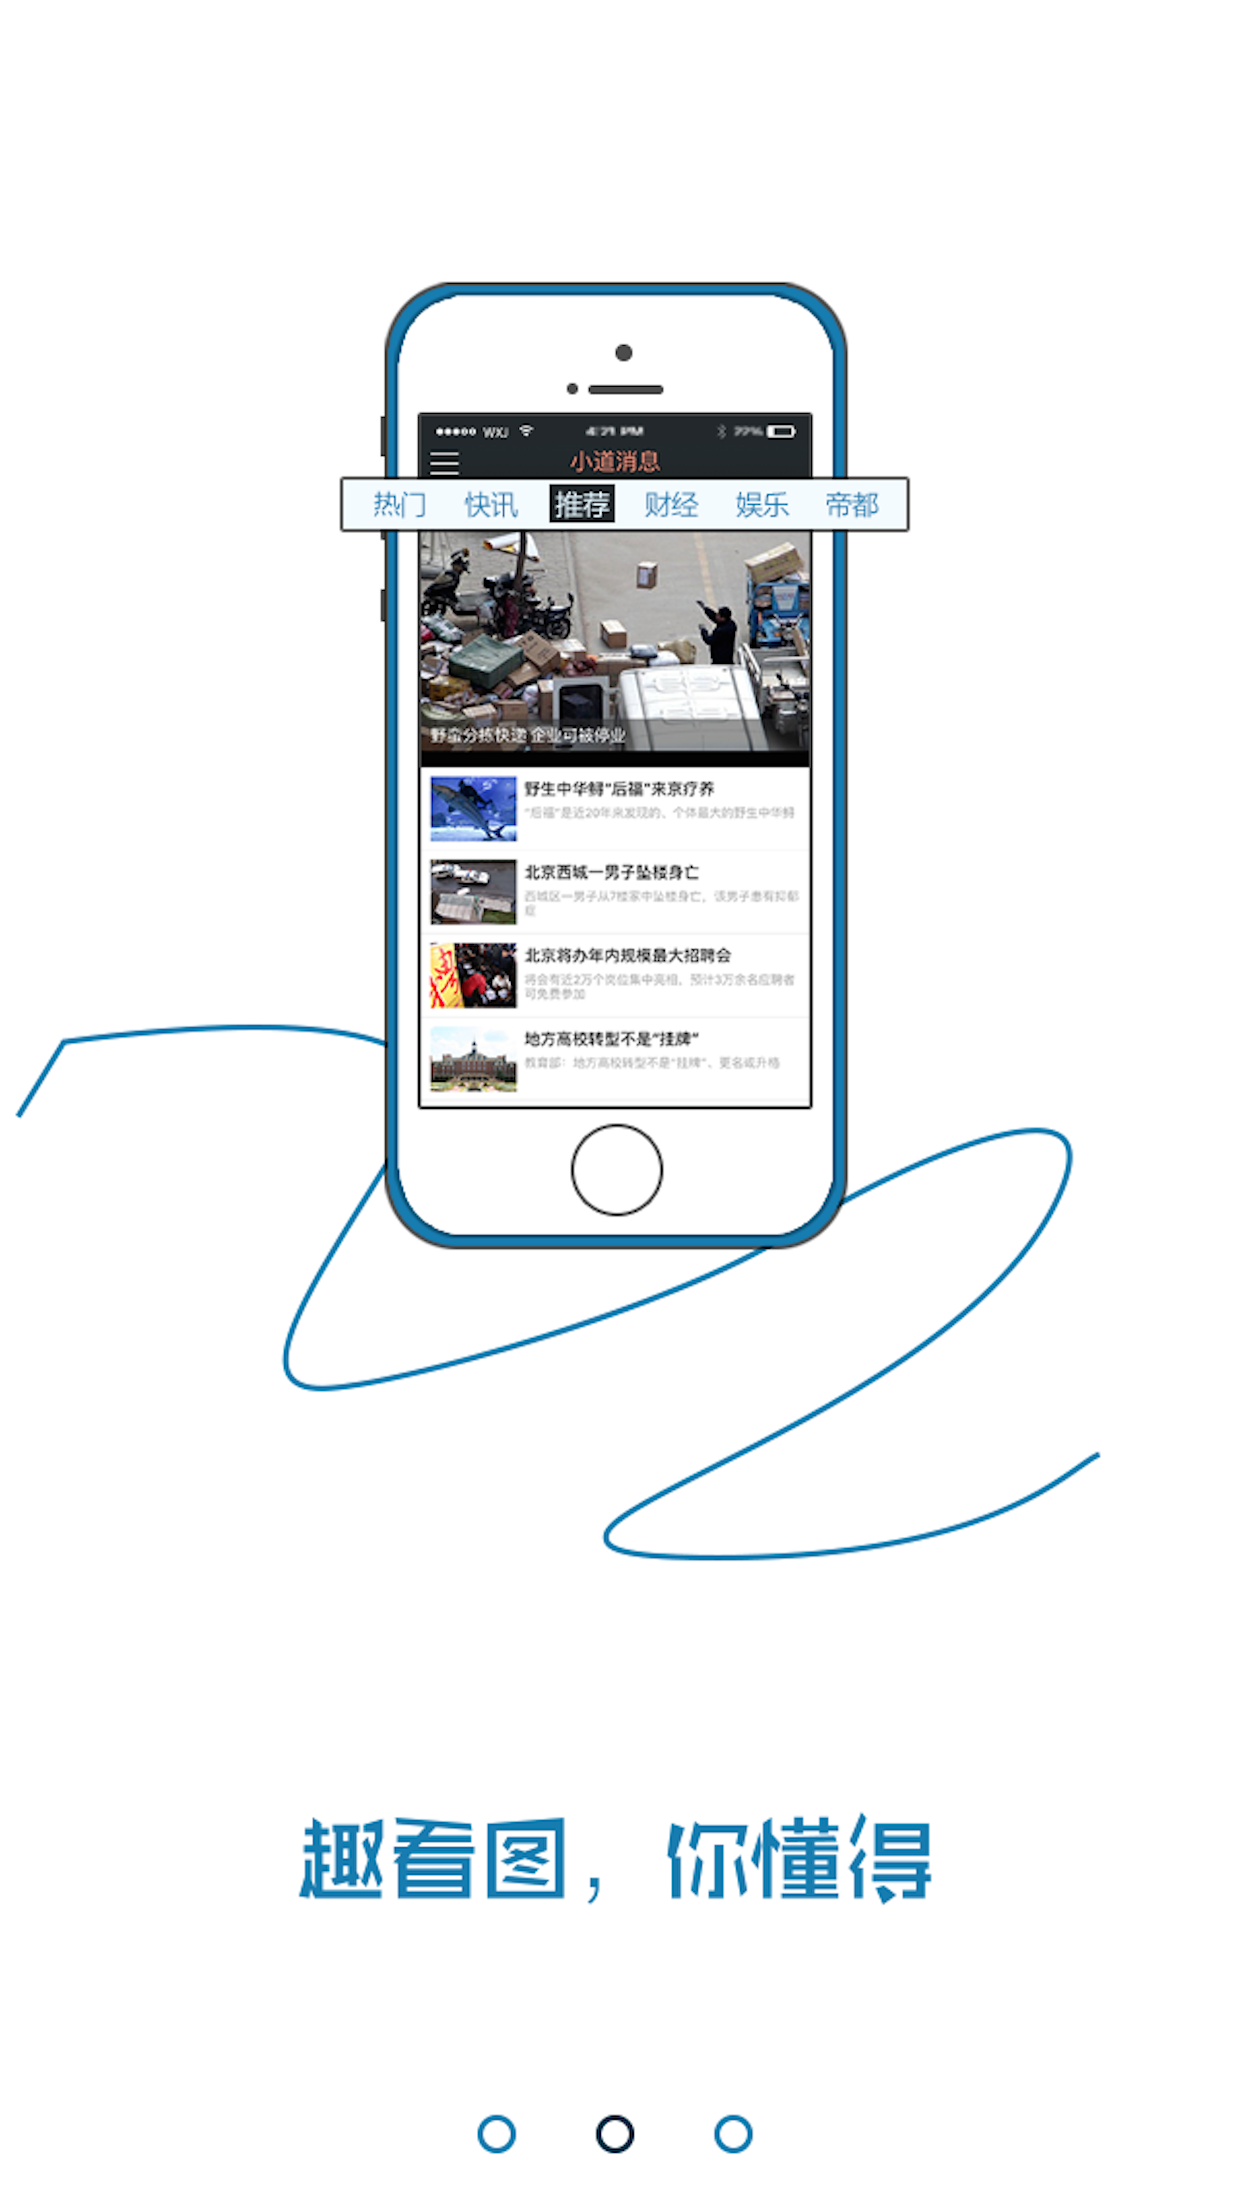 WXJ 4:21 PM 22%
小道消息
热门 快讯 推荐 财经 娱乐 帝都
野蛮分拣快递 企业可被停业
野生中华鲟“后福”来京疗养
“后福”是近20年来发现的、个体最大的野生中华鲟
北京西城一男子坠楼身亡
西城区一男子从7楼家中坠楼身亡，该男子患有抑郁
症
北京将办年内规模最大招聘会
将会有近2万个岗位集中亮相，预计3万余名应聘者
可免费参加
地方高校转型不是“挂牌”
教育部：地方高校转型不是“挂牌”、更名或升格
趣看图，你懂得